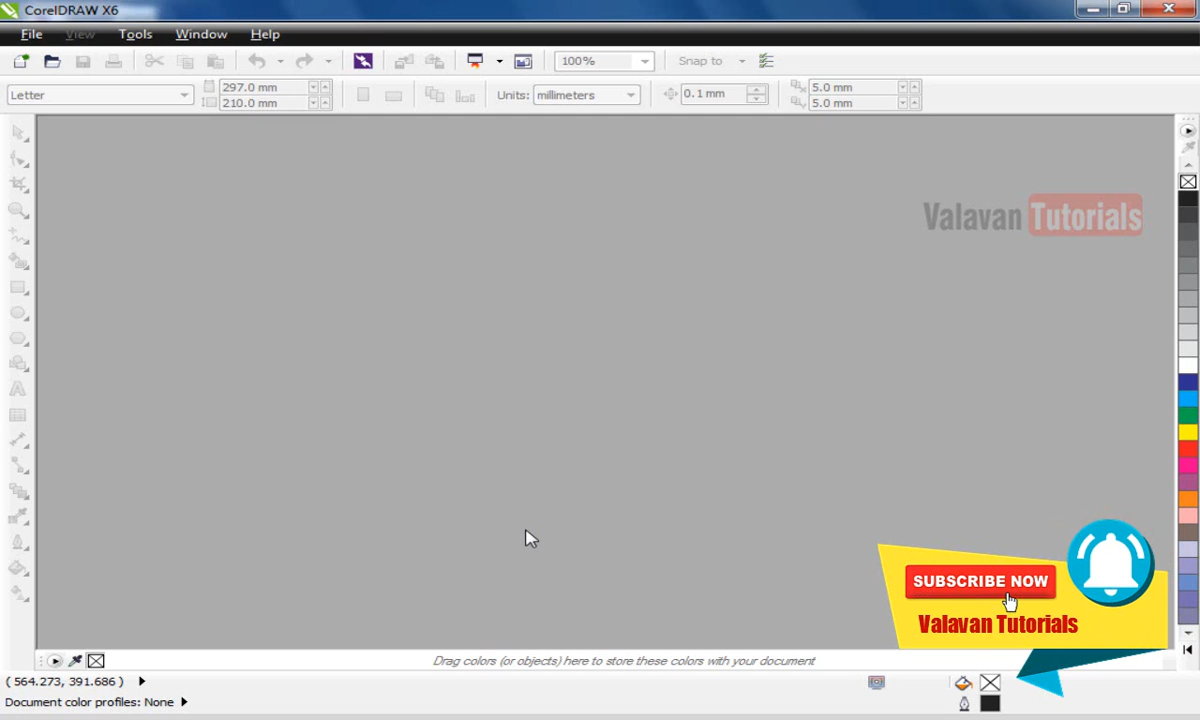 CorelDRAW X6
File View Tools Window Help
100% Snap to
Letter 297.0 mm 210.0 mm Units: millimeters 0.1 mm 5.0 mm 5.0 mm
Valavan Tutorials
SUBSCRIBE NOW
Valavan Tutorials
Drag colors (or objects) here to store these colors with your document
( 564.273, 391.686 )
Document color profiles: None